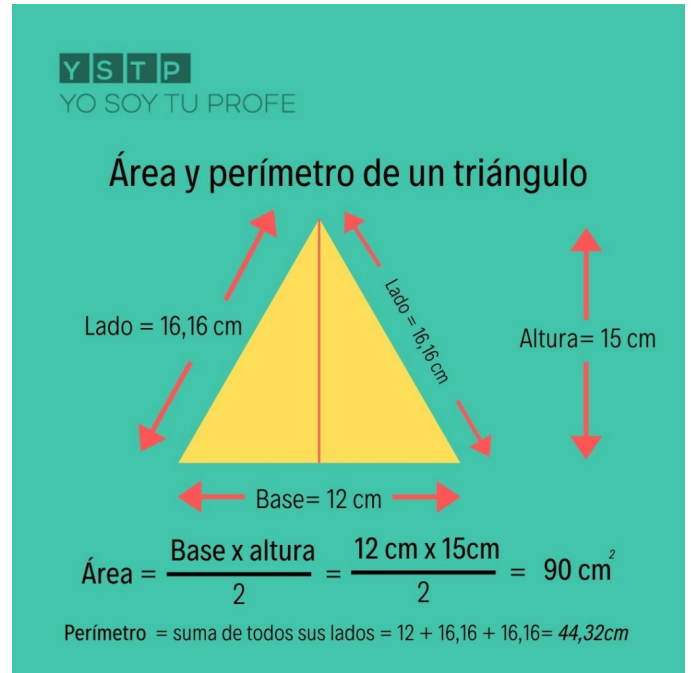 YSTP
YO SOY TU PROFE
Área y perímetro de un triángulo
Lado = 16,16 cm
Lado = 16,16 cm
Altura= 15 cm
Base= 12 cm
Área = Base x altura / 2 = 12 cm x 15cm / 2 = 90 cm²
Perímetro = suma de todos sus lados = 12 + 16,16 + 16,16= 44,32cm